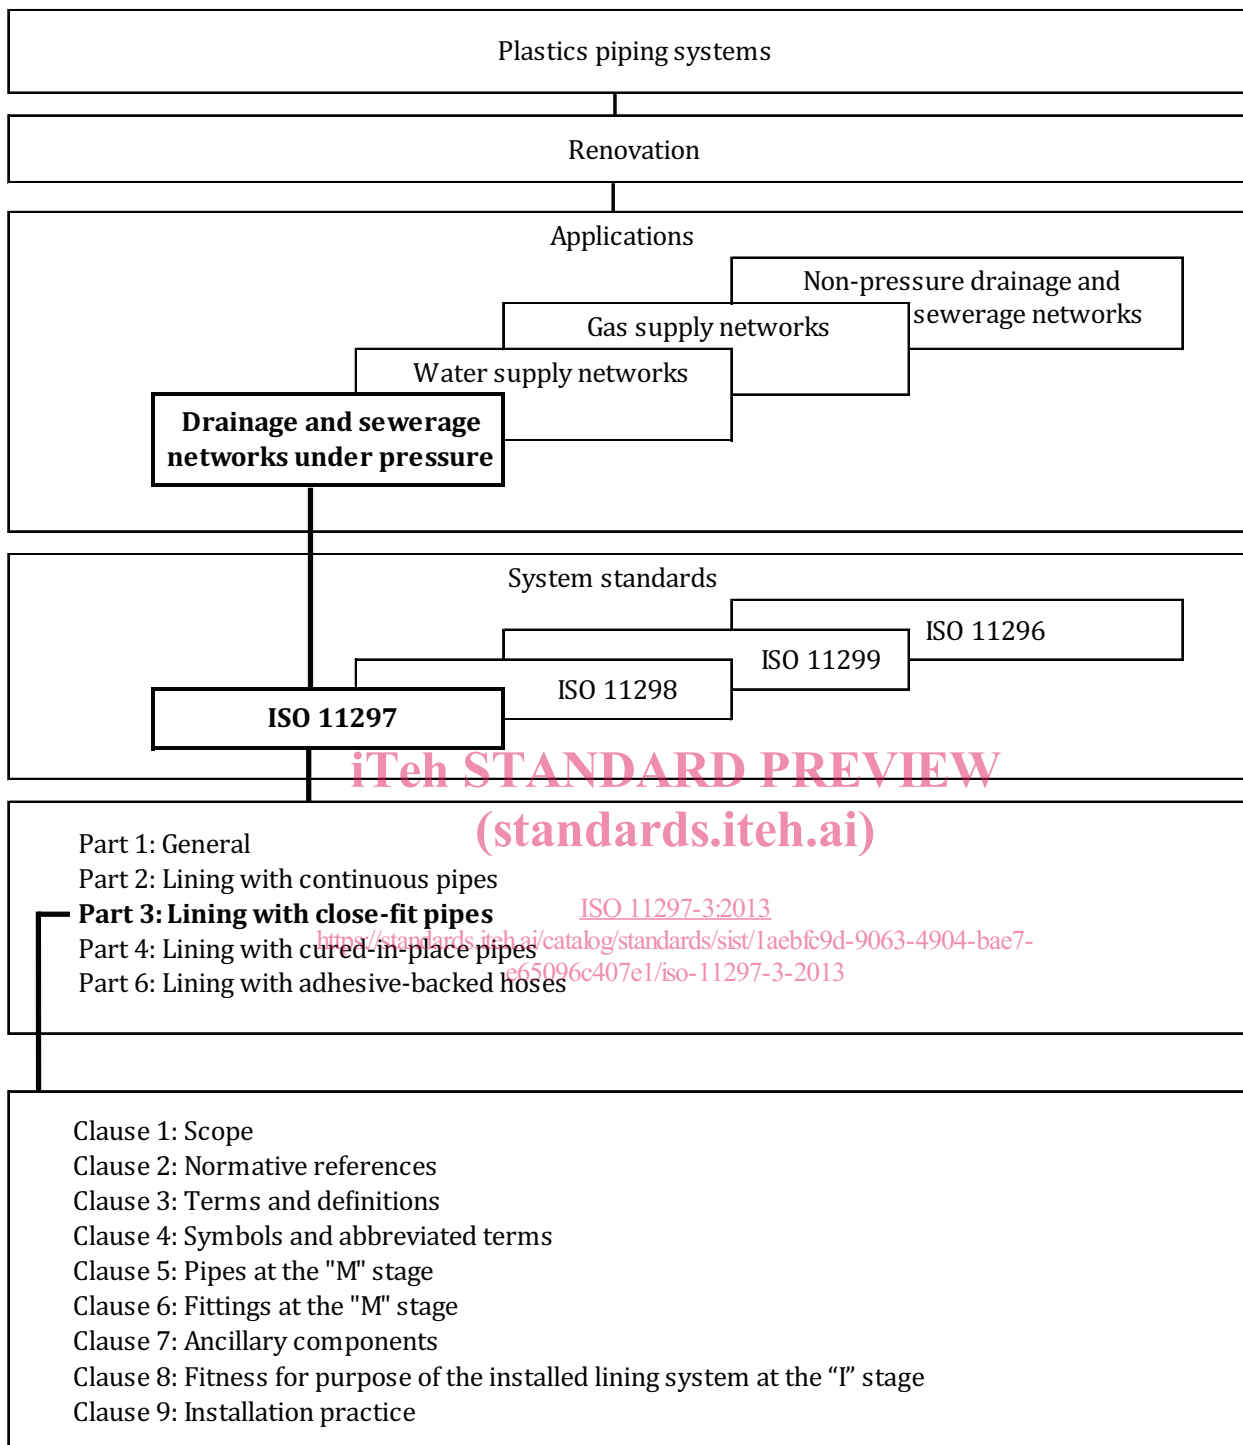 Plastics piping systems
Renovation
Applications
Non-pressure drainage and
sewerage networks
Gas supply networks
Water supply networks
Drainage and sewerage
networks under pressure
System standards
ISO 11296
ISO 11299
ISO 11298
ISO 11297
iTeh STANDARD PREVIEW
(standards.iteh.ai)
Part 1: General
Part 2: Lining with continuous pipes
Part 3: Lining with close-fit pipes
ISO 11297-3:2013
Part 4: Lining with cured-in-place pipes
https://standards.iteh.ai/catalog/standards/sist/1aebfc9d-9063-4904-bae7-
Part 6: Lining with adhesive-backed hoses
e65096c407e1/iso-11297-3-2013
Clause 1: Scope
Clause 2: Normative references
Clause 3: Terms and definitions
Clause 4: Symbols and abbreviated terms
Clause 5: Pipes at the "M" stage
Clause 6: Fittings at the "M" stage
Clause 7: Ancillary components
Clause 8: Fitness for purpose of the installed lining system at the “I” stage
Clause 9: Installation practice